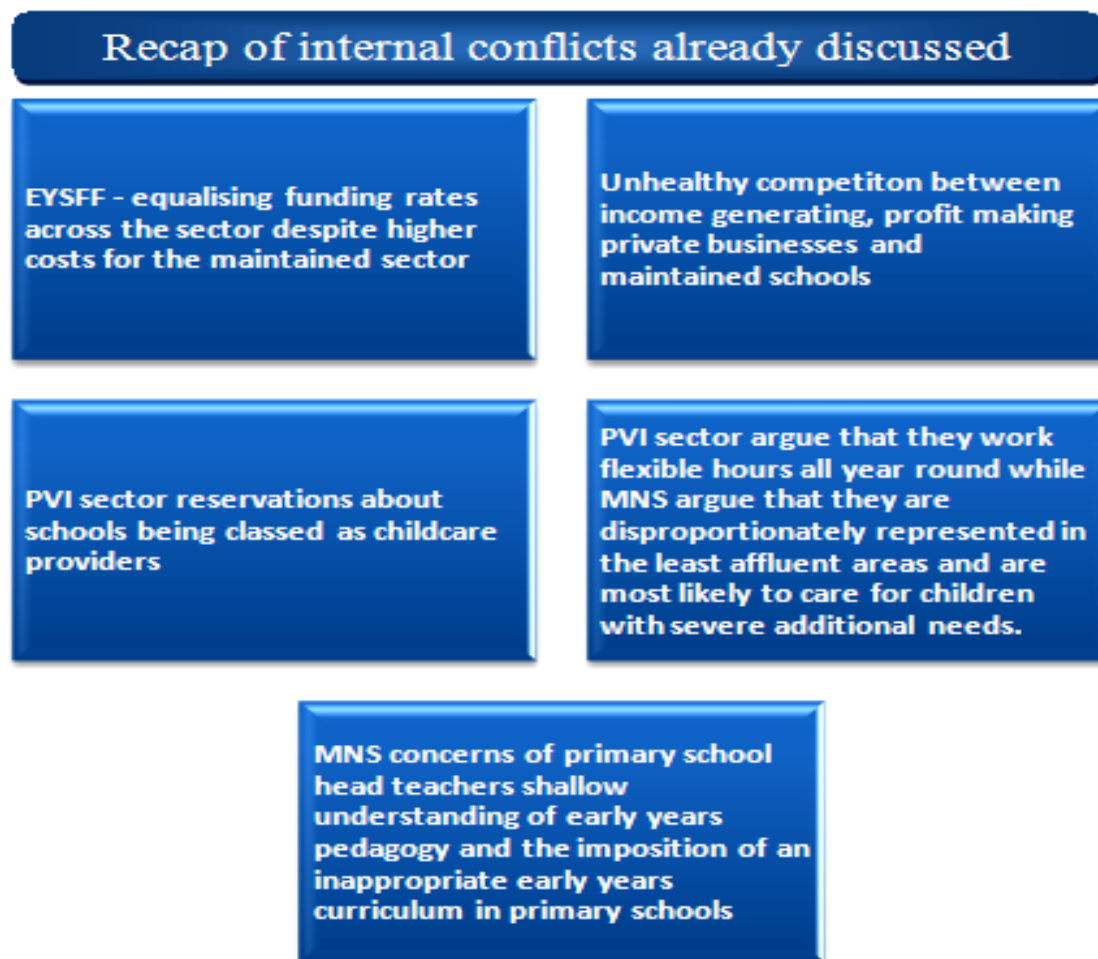 Recap of internal conflicts already discussed
EYSFF - equalising funding rates
across the sector despite higher
costs for the maintained sector
Unhealthy competiton between
income generating, profit making
private businesses and
maintained schools
PVI sector reservations about
schools being classed as childcare
providers
PVI sector argue that they work
flexible hours all year round while
MNS argue that they are
disproportionately represented in
the least affluent areas and are
most likely to care for children
with severe additional needs.
MNS concerns of primary school
head teachers shallow
understanding of early years
pedagogy and the imposition of an
inappropriate early years
curriculum in primary schools